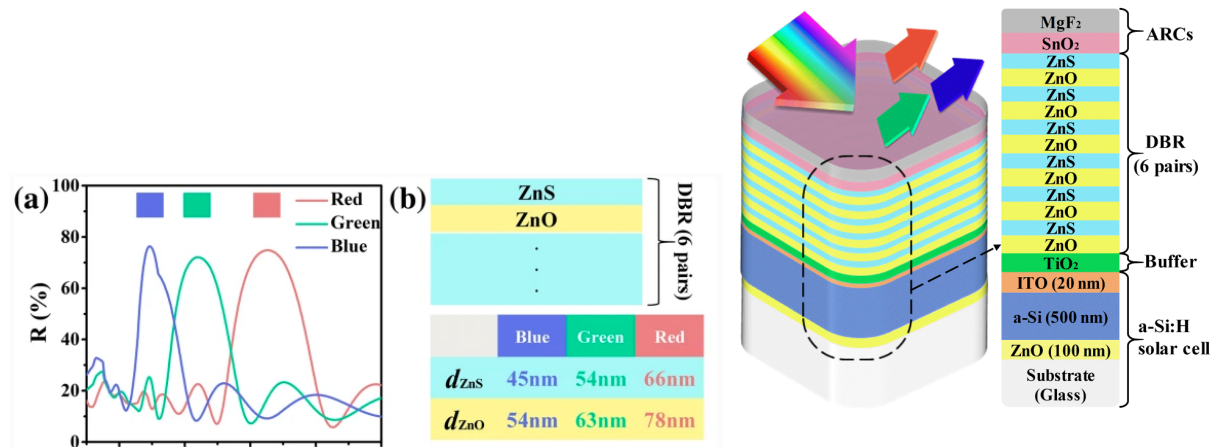 (a)
100
80
60
40
20
0
R (%)
Red
Green
Blue
(b)
ZnS
ZnO
DBR (6 pairs)
Blue Green Red
dZnS 45nm 54nm 66nm
dZnO 54nm 63nm 78nm
MgF2
SnO2
ZnS
ZnO
ZnS
ZnO
ZnS
ZnO
ZnS
ZnO
ZnS
ZnO
ZnS
ZnO
TiO2
ITO (20 nm)
a-Si (500 nm)
ZnO (100 nm)
Substrate
(Glass)
ARCs
DBR
(6 pairs)
Buffer
a-Si:H
solar cell